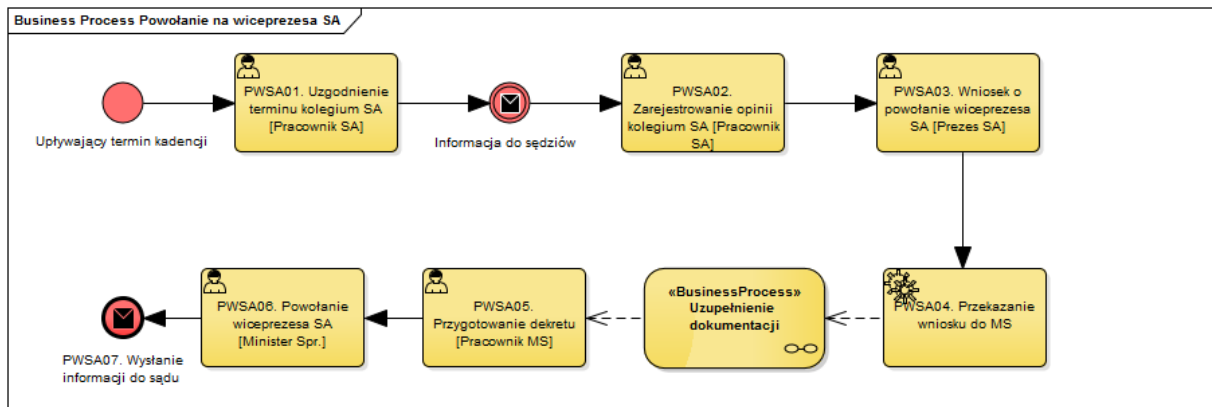 Business Process Powołanie na wiceprezesa SA
Upływający termin kadencji
PWSA01. Uzgodnienie
terminu kolegium SA
[Pracownik SA]
Informacja do sędziów
PWSA02.
Zarejestrowanie opinii
kolegium SA [Pracownik
SA]
PWSA03. Wniosek o
powołanie wiceprezesa
SA [Prezes SA]
PWSA04. Przekazanie
wniosku do MS
«BusinessProcess»
Uzupełnienie
dokumentacji
PWSA05.
Przygotowanie dekretu
[Pracownik MS]
PWSA06. Powołanie
wiceprezesa SA
[Minister Spr.]
PWSA07. Wysłanie
informacji do sądu